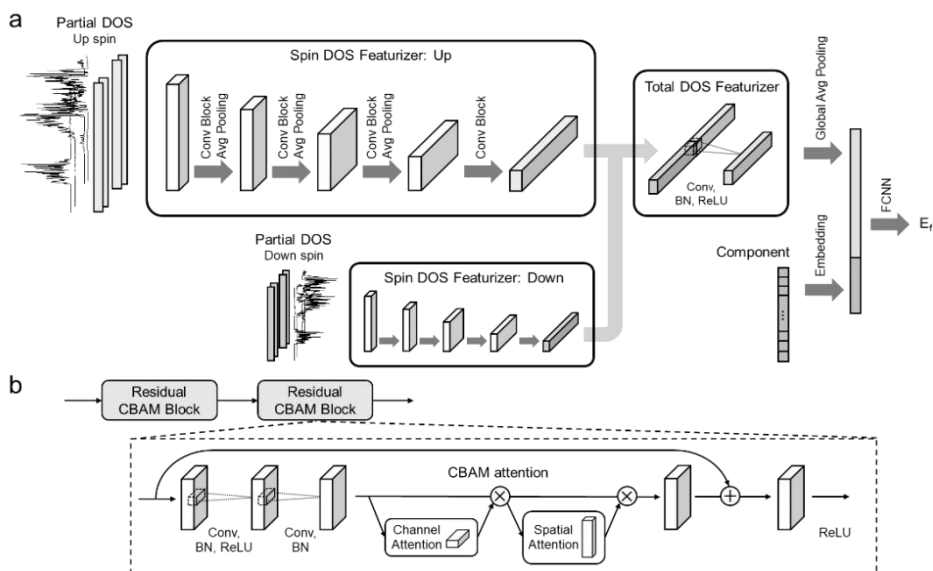 a
Partial DOS
Up spin
Spin DOS Featurizer: Up
Conv Block
Avg Pooling
Conv Block
Avg Pooling
Conv Block
Avg Pooling
Conv Block
Total DOS Featurizer
Conv,
BN, ReLU
Global Avg Pooling
FCNN
E_f
Partial DOS
Down spin
Spin DOS Featurizer: Down
Component
Embedding
b
Residual
CBAM Block
Residual
CBAM Block
CBAM attention
Conv,
BN, ReLU
Conv,
BN
Channel
Attention
Spatial
Attention
ReLU